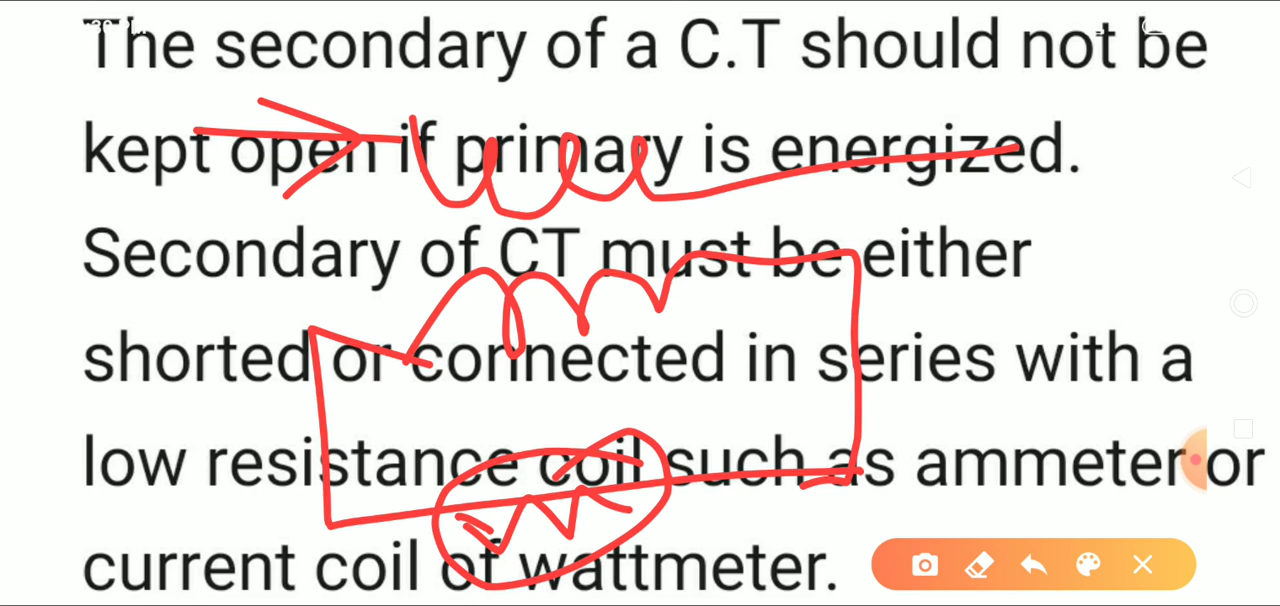 The secondary of a C.T should not be
kept open if primary is energized.
Secondary of CT must be either
shorted or connected in series with a
low resistance coil such as ammeter or
current coil of wattmeter.